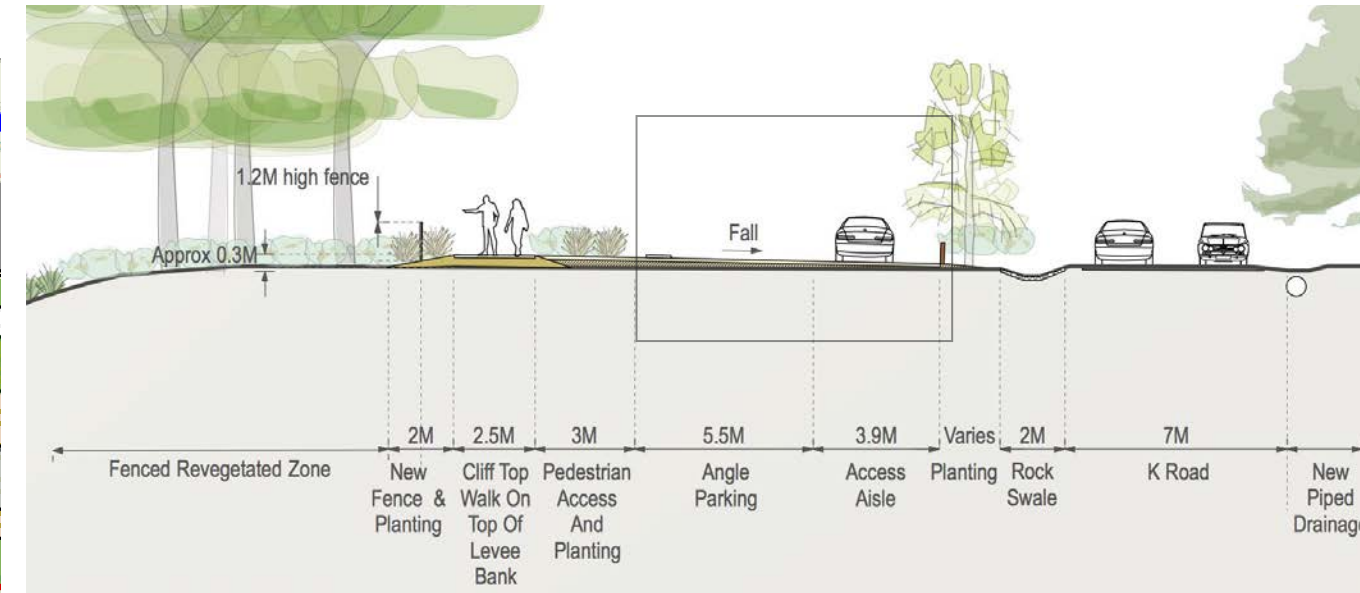 1.2M high fence
Approx 0.3M
Fall
2M
2.5M
3M
5.5M
3.9M
Varies
2M
7M
Fenced Revegetated Zone
New
Fence &
Planting
Cliff Top
Walk On
Top Of
Levee
Bank
Pedestrian
Access
And
Planting
Angle
Parking
Access
Aisle
Planting
Rock
Swale
K Road
New
Piped
Drainage